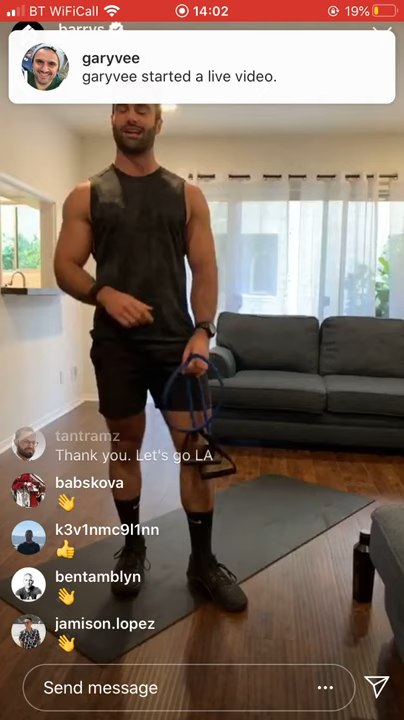 BT WiFiCall 14:02 19%
harrys
garyvee
garyvee started a live video.
tantramz
Thank you. Let's go LA
babskova
k3v1nmc9l1nn
bentamblyn
jamison.lopez
Send message